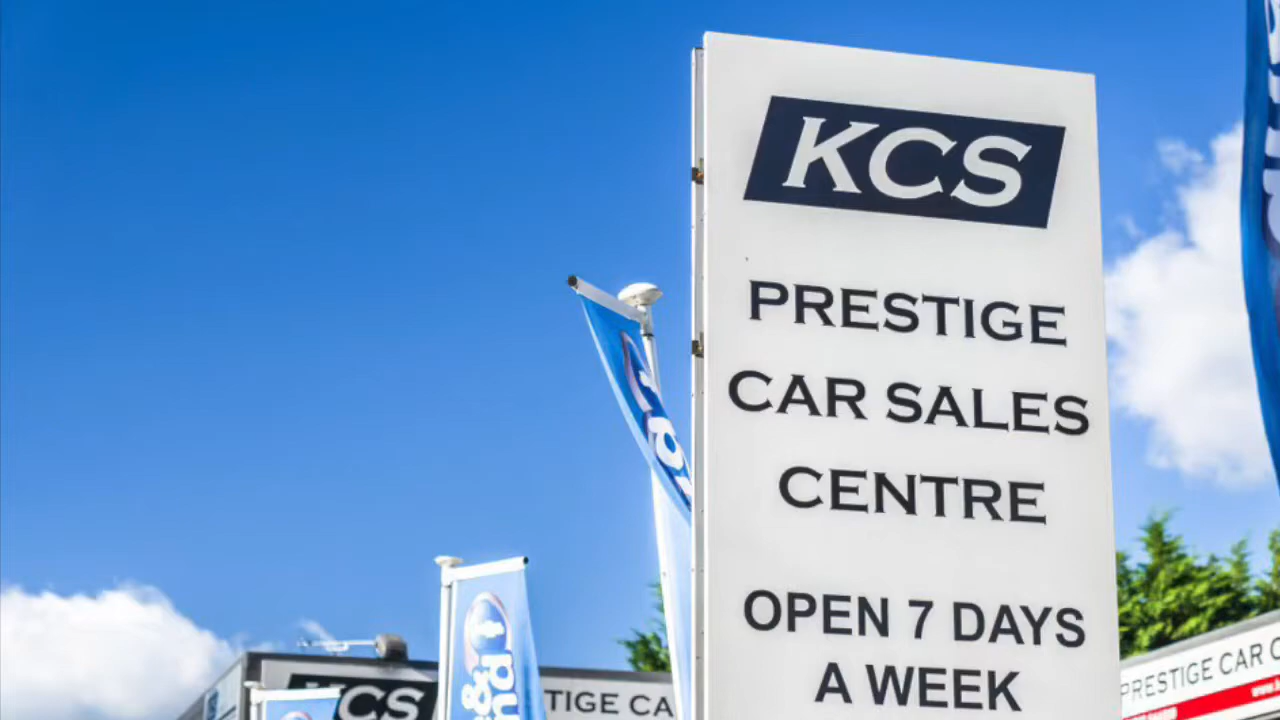 KCS
PRESTIGE
CAR SALES
CENTRE
OPEN 7 DAYS
A WEEK
KCS
PRESTIGE CAR